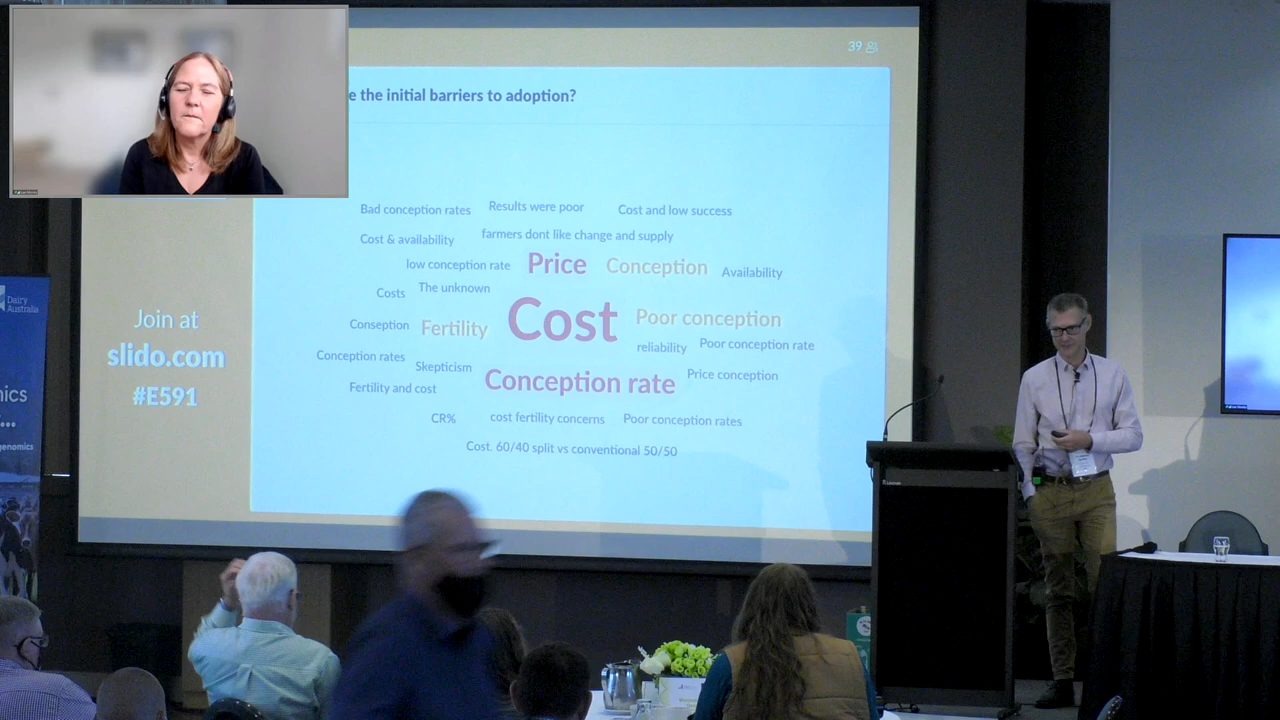 39
e the initial barriers to adoption?
Bad conception rates
Results were poor
Cost and low success
Cost & availability
farmers dont like change and supply
low conception rate
Price
Conception
Availability
Costs
The unknown
Cost
Conseption
Fertility
Poor conception
reliability
Poor conception rate
Conception rates
Skepticism
Conception rate
Price conception
Fertility and cost
CR%
cost fertility concerns
Poor conception rates
Cost. 60/40 split vs conventional 50/50
Join at
slido.com
#E591
Dairy
Australia
nics
...
genomics